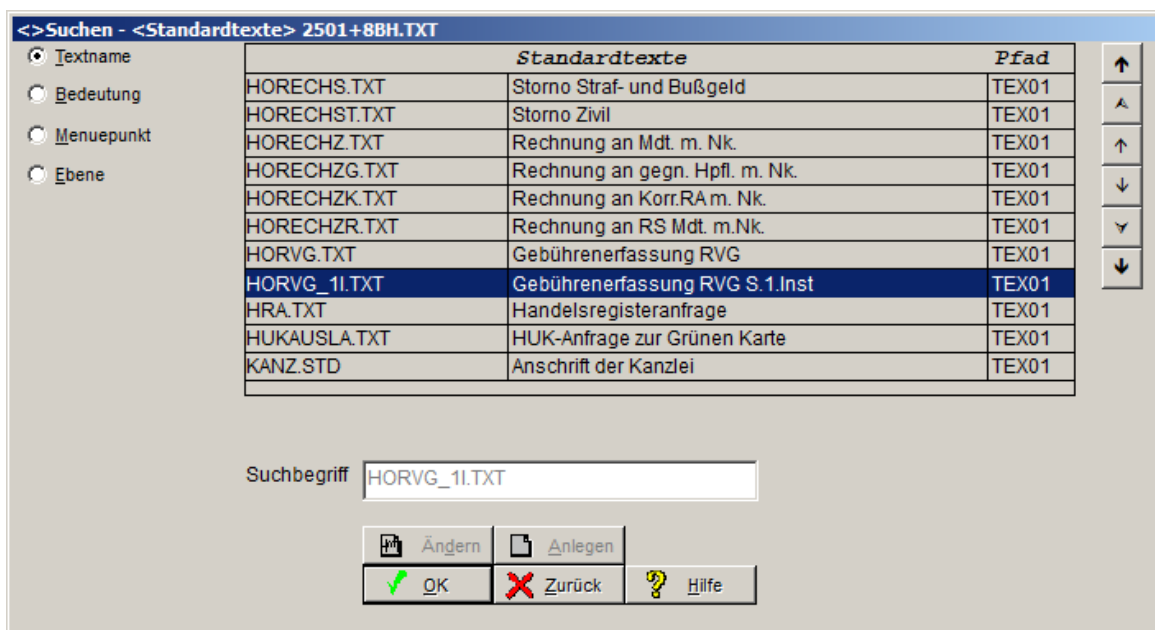 <>Suchen - <Standardtexte> 2501+8BH.TXT
Textname
Bedeutung
Menuepunkt
Ebene
Standardtexte Pfad
HORECHS.TXT Storno Straf- und Bußgeld TEX01
HORECHST.TXT Storno Zivil TEX01
HORECHZ.TXT Rechnung an Mdt. m. Nk. TEX01
HORECHZG.TXT Rechnung an gegn. Hpfl. m. Nk. TEX01
HORECHZK.TXT Rechnung an Korr.RA m. Nk. TEX01
HORECHZR.TXT Rechnung an RS Mdt. m.Nk. TEX01
HORVG.TXT Gebührenerfassung RVG TEX01
HORVG_1I.TXT Gebührenerfassung RVG S.1.Inst TEX01
HRA.TXT Handelsregisteranfrage TEX01
HUKAUSLA.TXT HUK-Anfrage zur Grünen Karte TEX01
KANZ.STD Anschrift der Kanzlei TEX01
Suchbegriff HORVG_1I.TXT
Ändern Anlegen
OK Zurück Hilfe